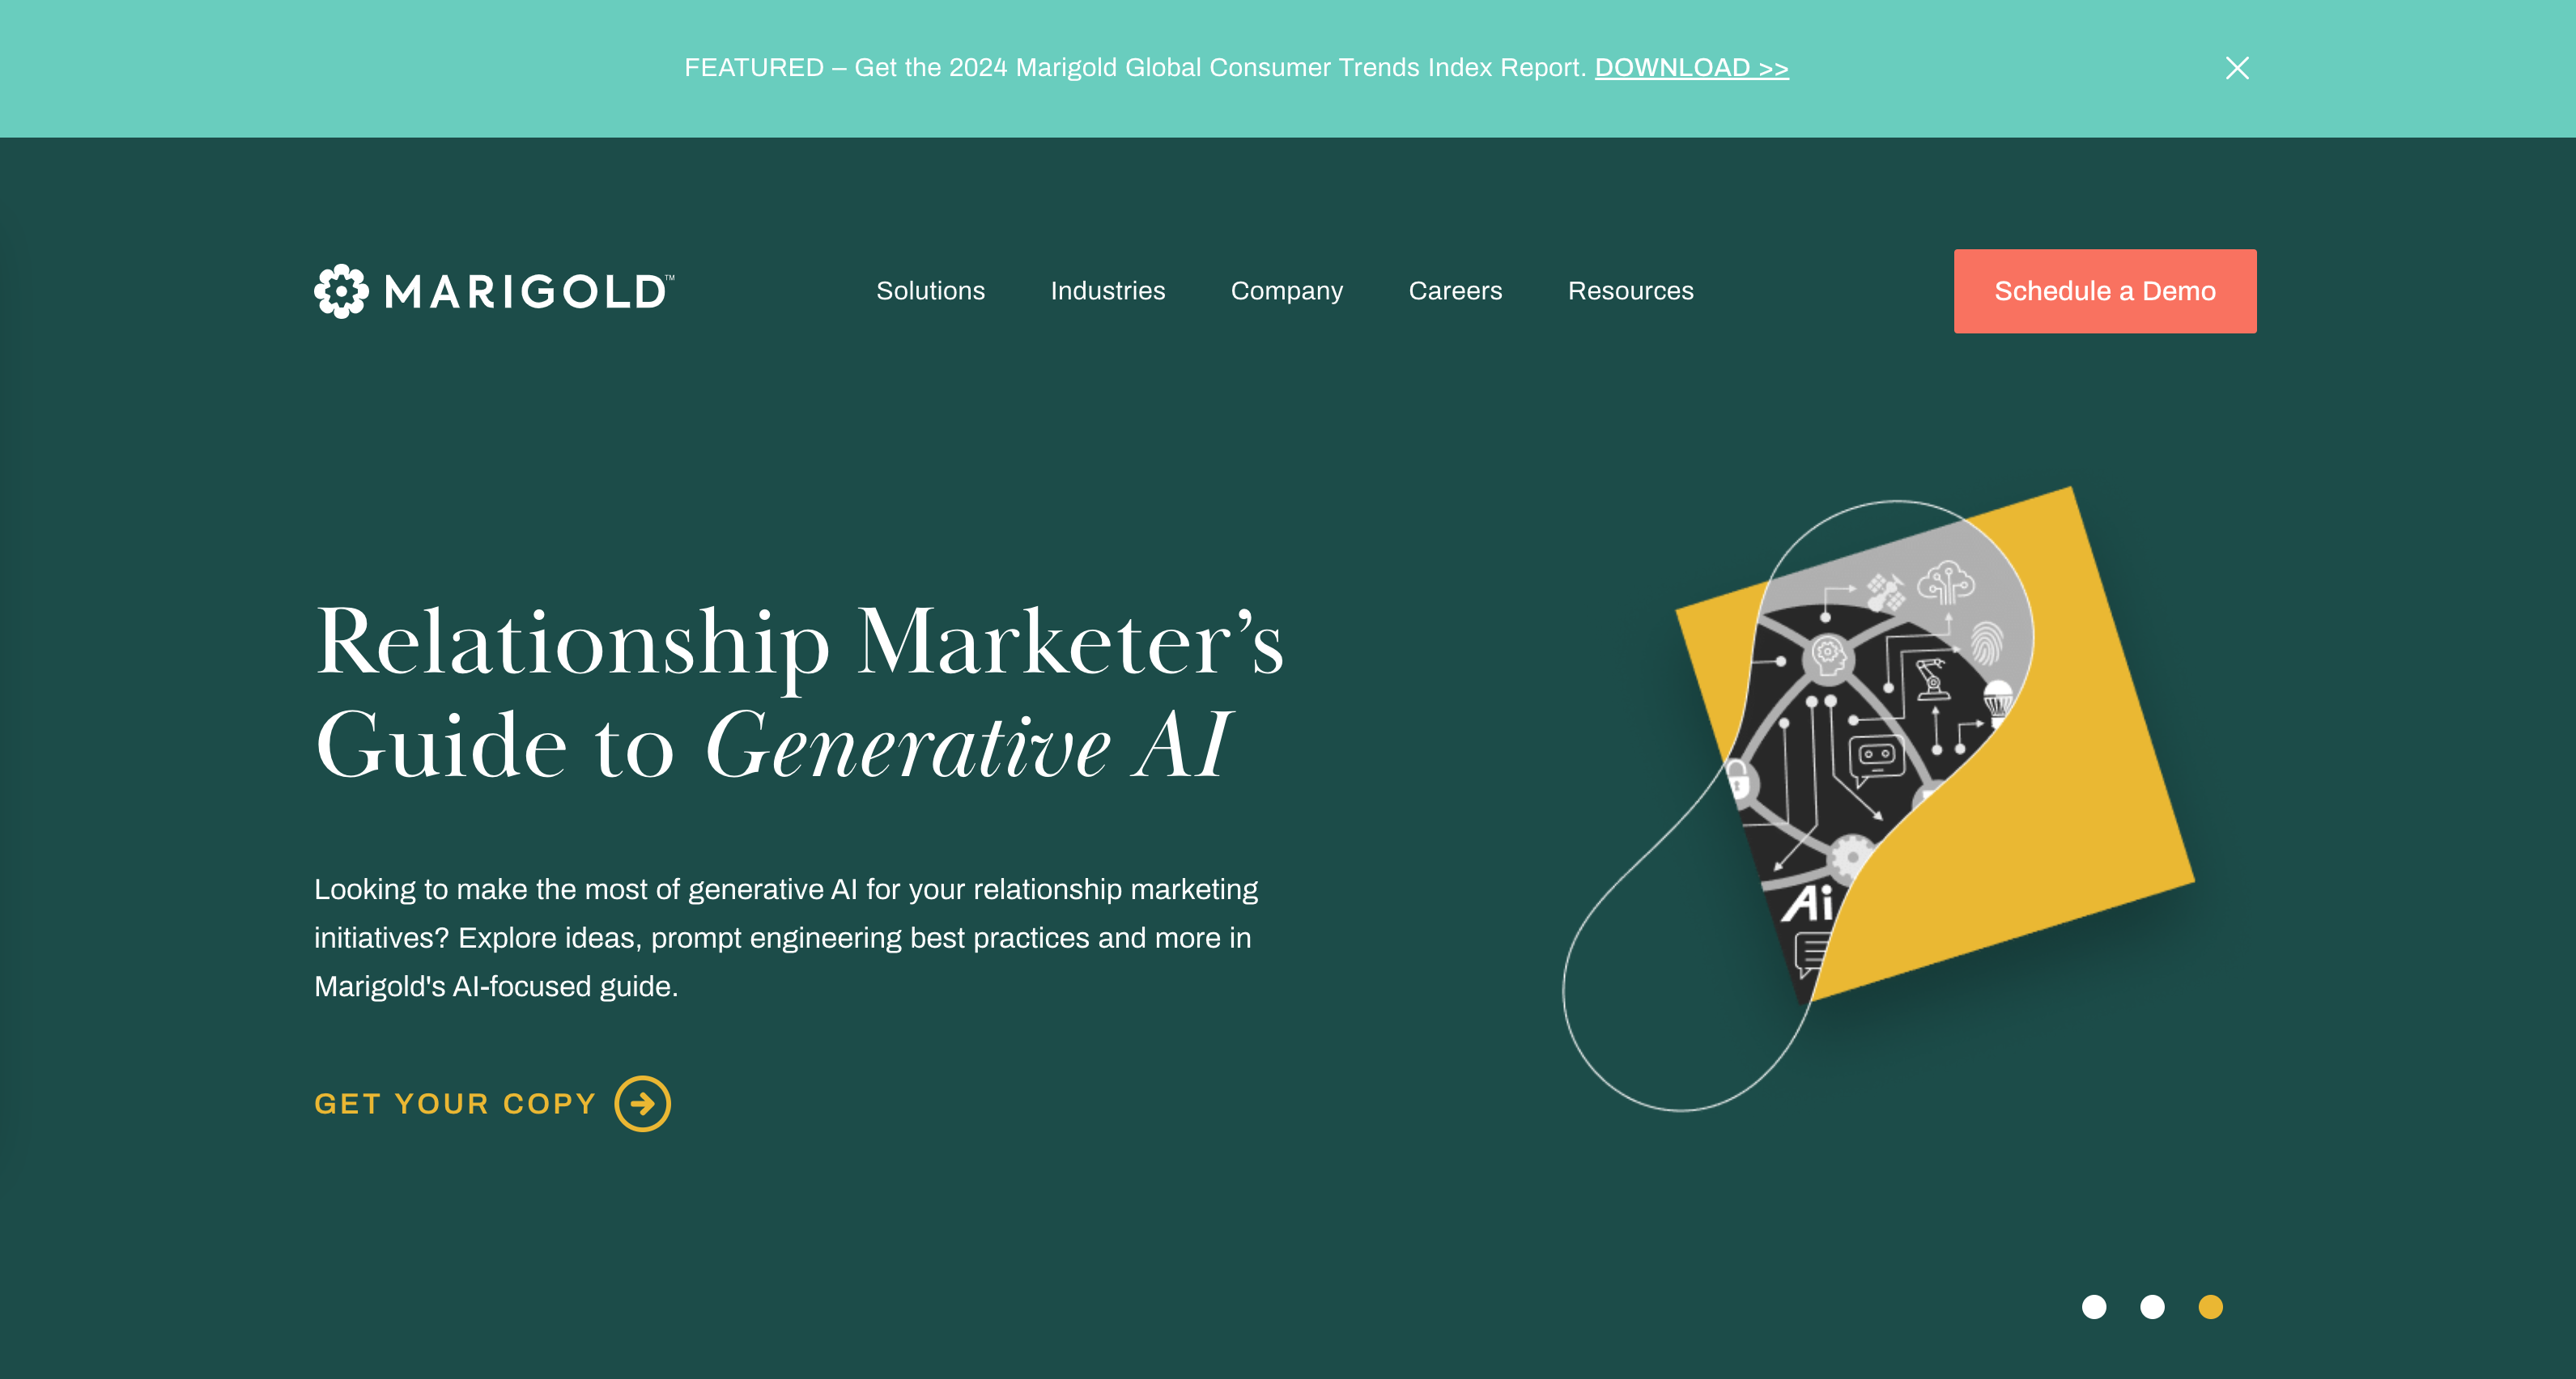 FEATURED – Get the 2024 Marigold Global Consumer Trends Index Report. DOWNLOAD >>
MARIGOLD™
Solutions
Industries
Company
Careers
Resources
Schedule a Demo
Relationship Marketer’s
Guide to Generative AI
Looking to make the most of generative AI for your relationship marketing
initiatives? Explore ideas, prompt engineering best practices and more in
Marigold's AI-focused guide.
GET YOUR COPY
Ai